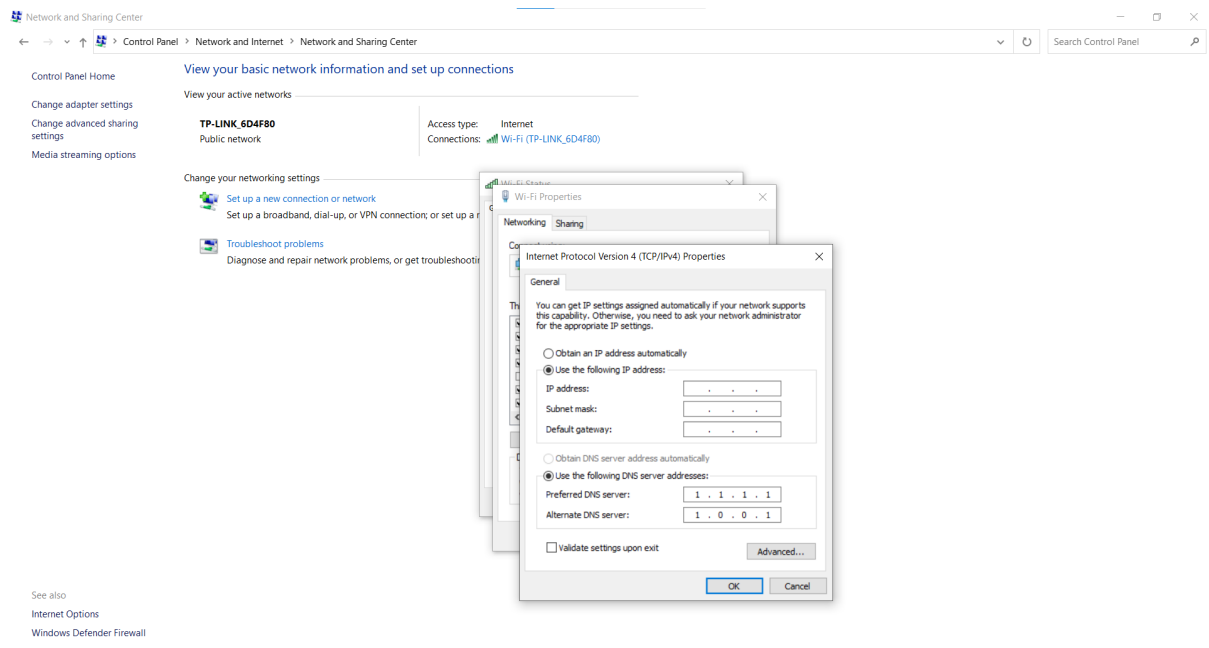 Network and Sharing Center
Control Panel > Network and Internet > Network and Sharing Center
Search Control Panel
Control Panel Home
Change adapter settings
Change advanced sharing
settings
Media streaming options
View your basic network information and set up connections
View your active networks
TP-LINK_6D4F80
Public network
Access type: Internet
Connections: Wi-Fi (TP-LINK_6D4F80)
Change your networking settings
Set up a new connection or network
Set up a broadband, dial-up, or VPN connection; or set up a
Troubleshoot problems
Diagnose and repair network problems, or get
Wi-Fi Status
Wi-Fi Properties
Networking
Sharing
Internet Protocol Version 4 (TCP/IPv4) Properties
General
You can get IP settings assigned automatically if your network supports
this capability. Otherwise, you need to ask your network administrator
for the appropriate IP settings.
Obtain an IP address automatically
Use the following IP address:
IP address: . . .
Subnet mask: . . .
Default gateway: . . .
Obtain DNS server address automatically
Use the following DNS server addresses:
Preferred DNS server: 1 . 1 . 1 . 1
Alternate DNS server: 1 . 0 . 0 . 1
Validate settings upon exit
Advanced...
OK
Cancel
See also
Internet Options
Windows Defender Firewall